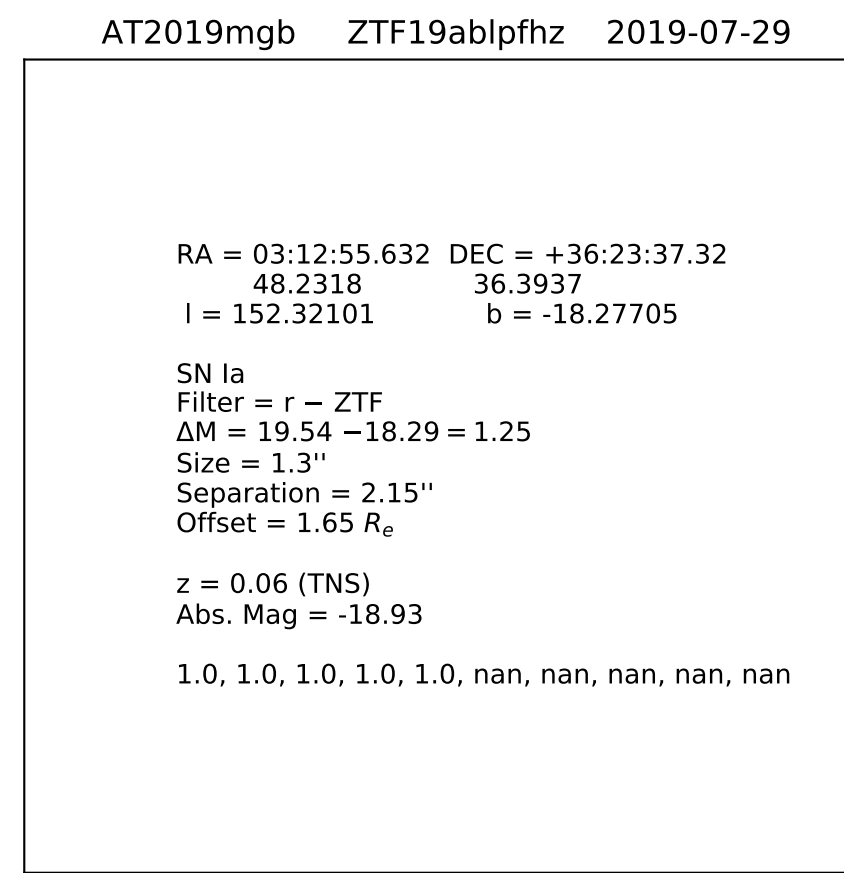 AT2019mgb ZTF19ablpfhz 2019-07-29
RA = 03:12:55.632 DEC = +36:23:37.32
48.2318 36.3937
l = 152.32101 b = -18.27705
SN Ia
Filter = r − ZTF
ΔM = 19.54 −18.29 = 1.25
Size = 1.3''
Separation = 2.15''
Offset = 1.65 Re
z = 0.06 (TNS)
Abs. Mag = -18.93
1.0, 1.0, 1.0, 1.0, 1.0, nan, nan, nan, nan, nan